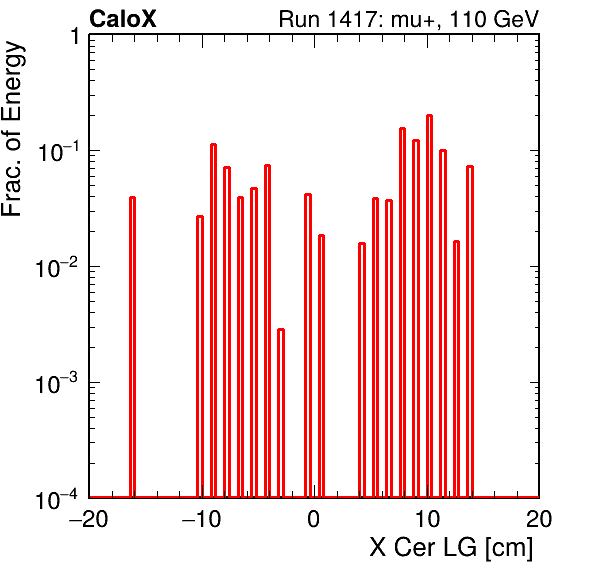 CaloX Run 1417: mu+, 110 GeV
Frac. of Energy
1
10⁻¹
10⁻²
10⁻³
10⁻⁴
−20 −10 0 10 20
X Cer LG [cm]